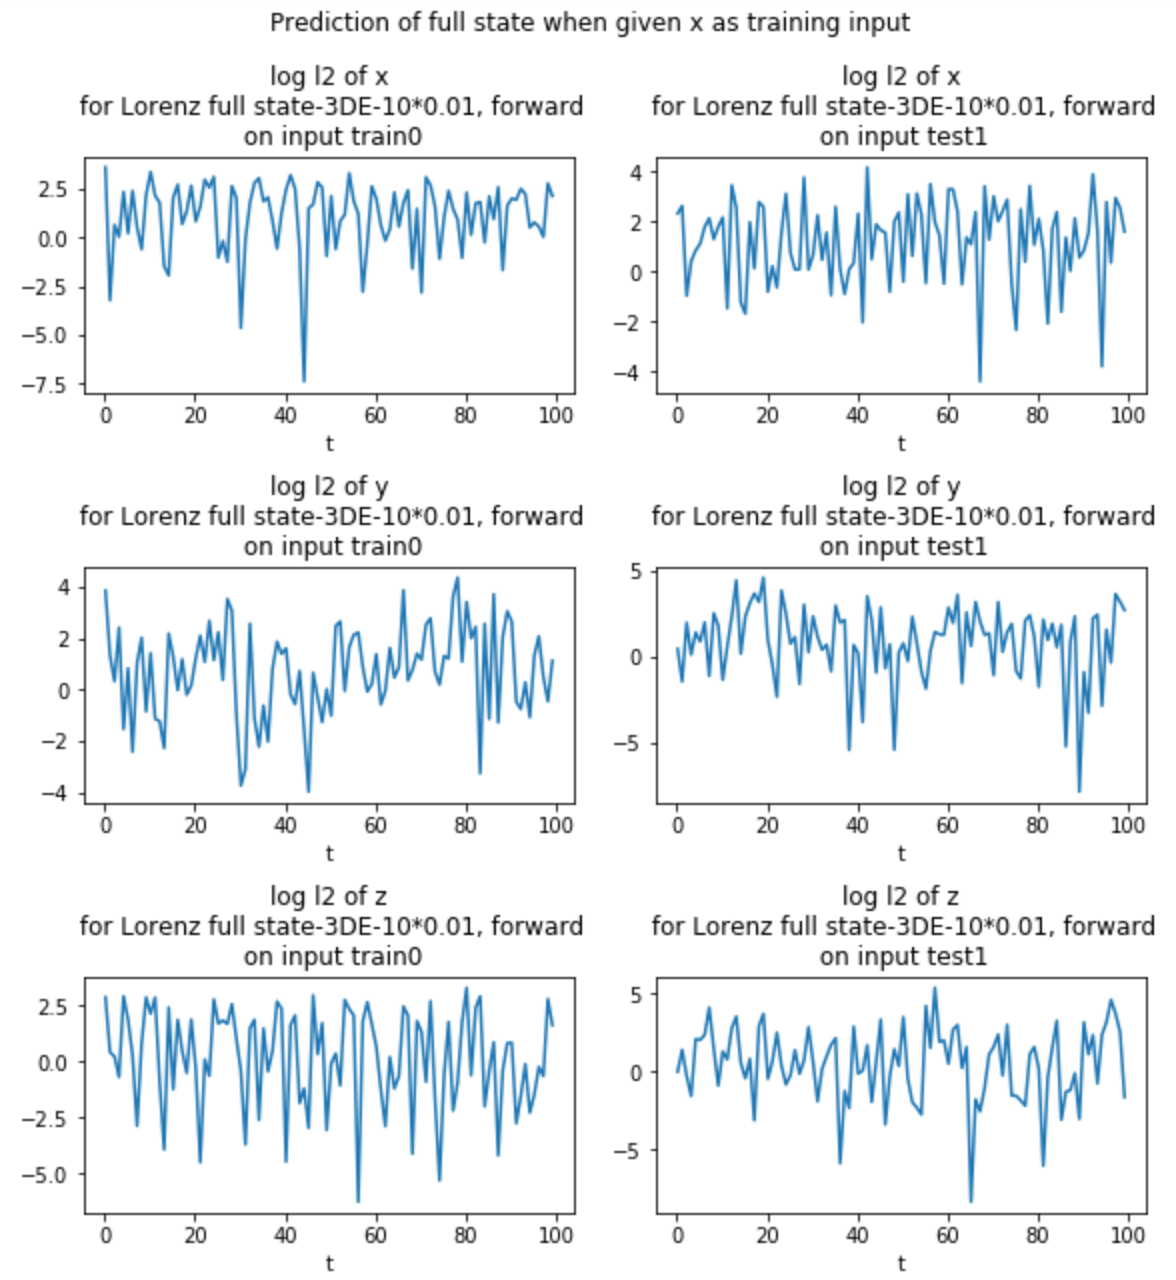 Prediction of full state when given x as training input
log l2 of x
for Lorenz full state-3DE-10*0.01, forward
on input train0
2.5
0.0
−2.5
−5.0
−7.5
0 20 40 60 80 100
t
log l2 of x
for Lorenz full state-3DE-10*0.01, forward
on input test1
4
2
0
−2
−4
0 20 40 60 80 100
t
log l2 of y
for Lorenz full state-3DE-10*0.01, forward
on input train0
4
2
0
−2
−4
0 20 40 60 80 100
t
log l2 of y
for Lorenz full state-3DE-10*0.01, forward
on input test1
5
0
−5
0 20 40 60 80 100
t
log l2 of z
for Lorenz full state-3DE-10*0.01, forward
on input train0
2.5
0.0
−2.5
−5.0
0 20 40 60 80 100
t
log l2 of z
for Lorenz full state-3DE-10*0.01, forward
on input test1
5
0
−5
0 20 40 60 80 100
t